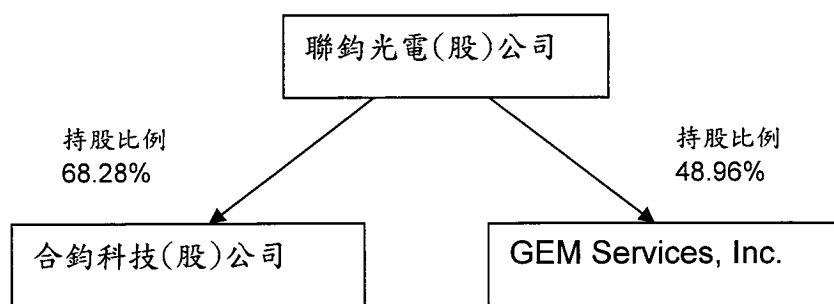 聯鈞光電(股)公司
持股比例
68.28%
持股比例
48.96%
合鈞科技(股)公司
GEM Services, Inc.